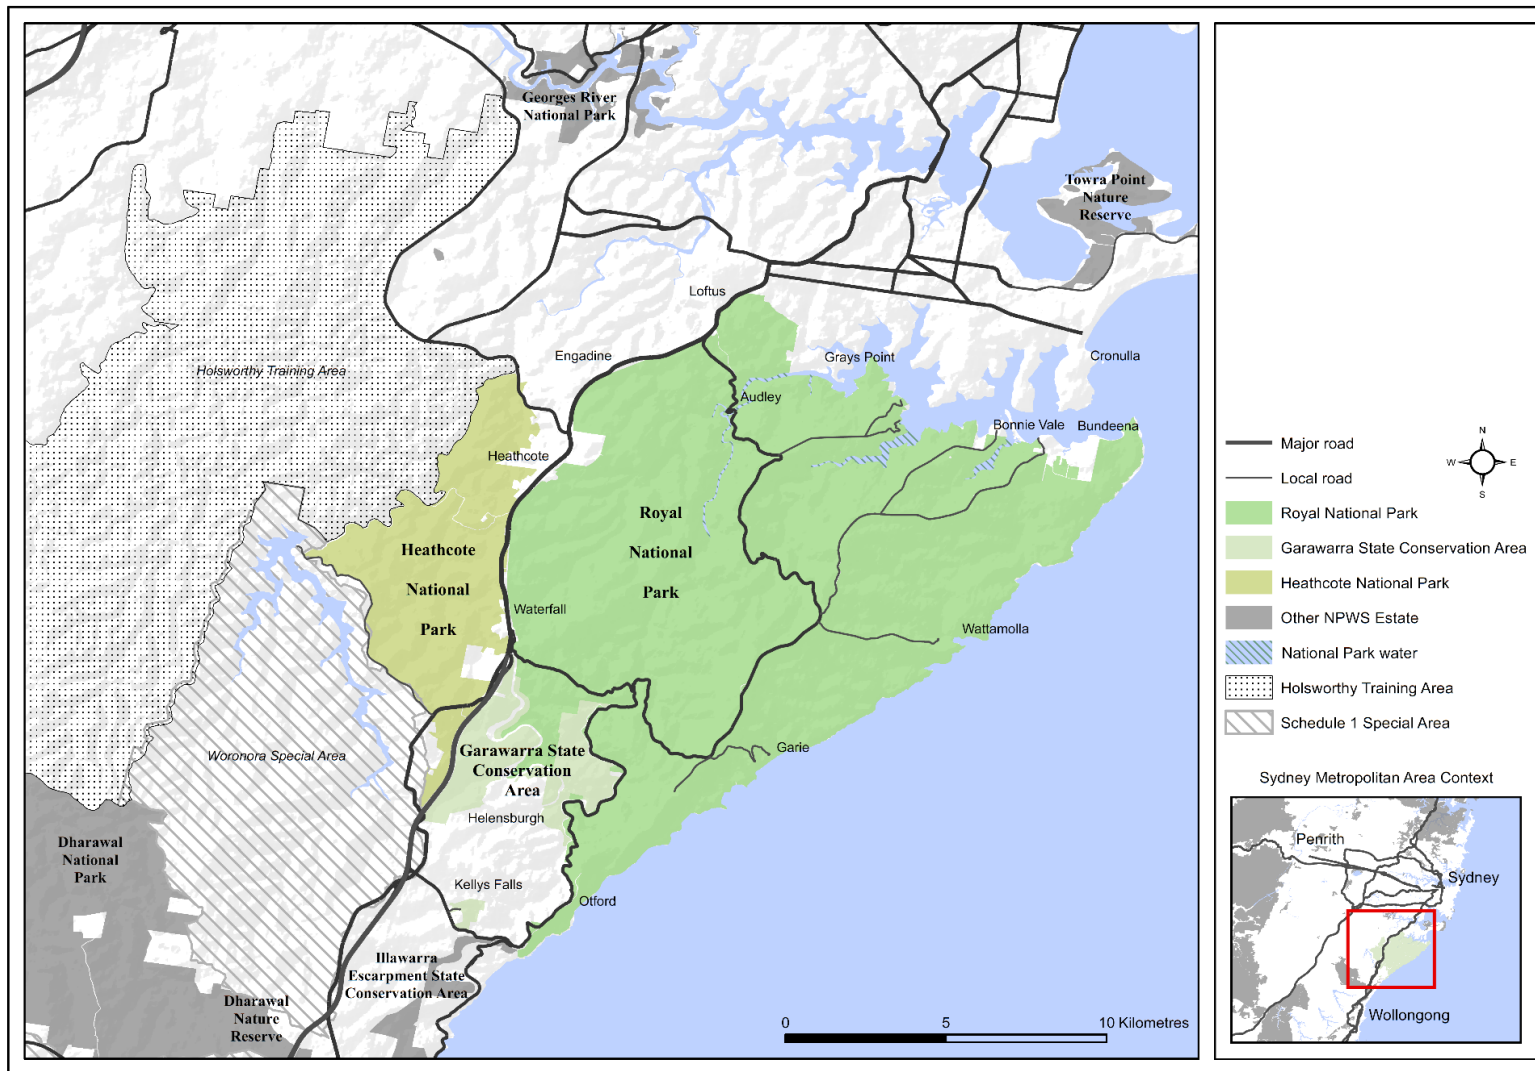 Georges River
National Park
Towra Point
Nature
Reserve
Loftus
Engadine
Grays Point
Cronulla
Holsworthy Training Area
Audley
Bonnie Vale
Bundeena
Heathcote
Royal
National
Park
Heathcote
National
Park
Waterfall
Wattamolla
Garawarra State
Conservation
Area
Garie
Woronora Special Area
Helensburgh
Dharawal
National
Park
Kellys Falls
Otford
Illawarra
Escarpment State
Conservation Area
Dharawal
Nature
Reserve
0 5 10 Kilometres
Major road
Local road
Royal National Park
Garawarra State Conservation Area
Heathcote National Park
Other NPWS Estate
National Park water
Holsworthy Training Area
Schedule 1 Special Area
N
W E
S
Sydney Metropolitan Area Context
Penrith
Sydney
Wollongong